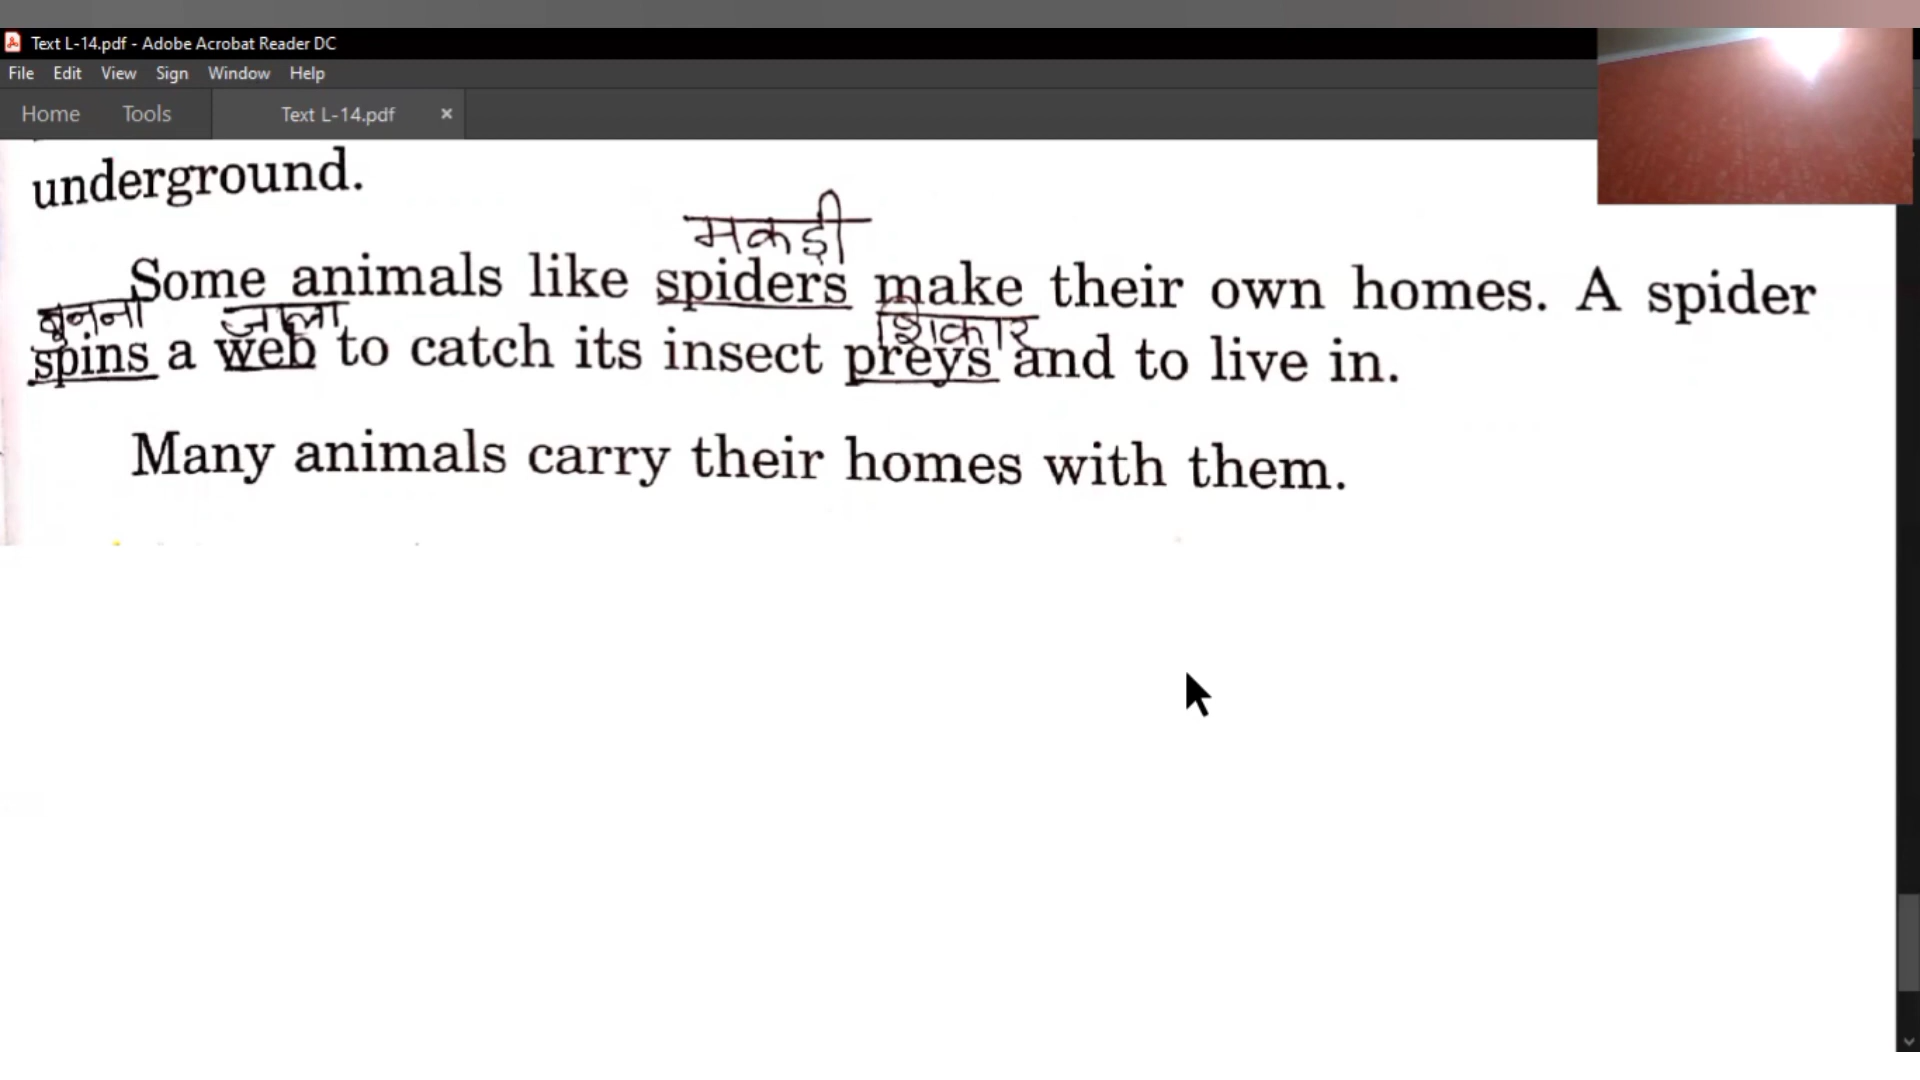 Text L-14.pdf - Adobe Acrobat Reader DC
File Edit View Sign Window Help
Home Tools Text L-14.pdf ×
underground.
मकड़ी
Some animals like spiders make their own homes. A spider
बुनना जाला शिकार
spins a web to catch its insect preys and to live in.
Many animals carry their homes with them.